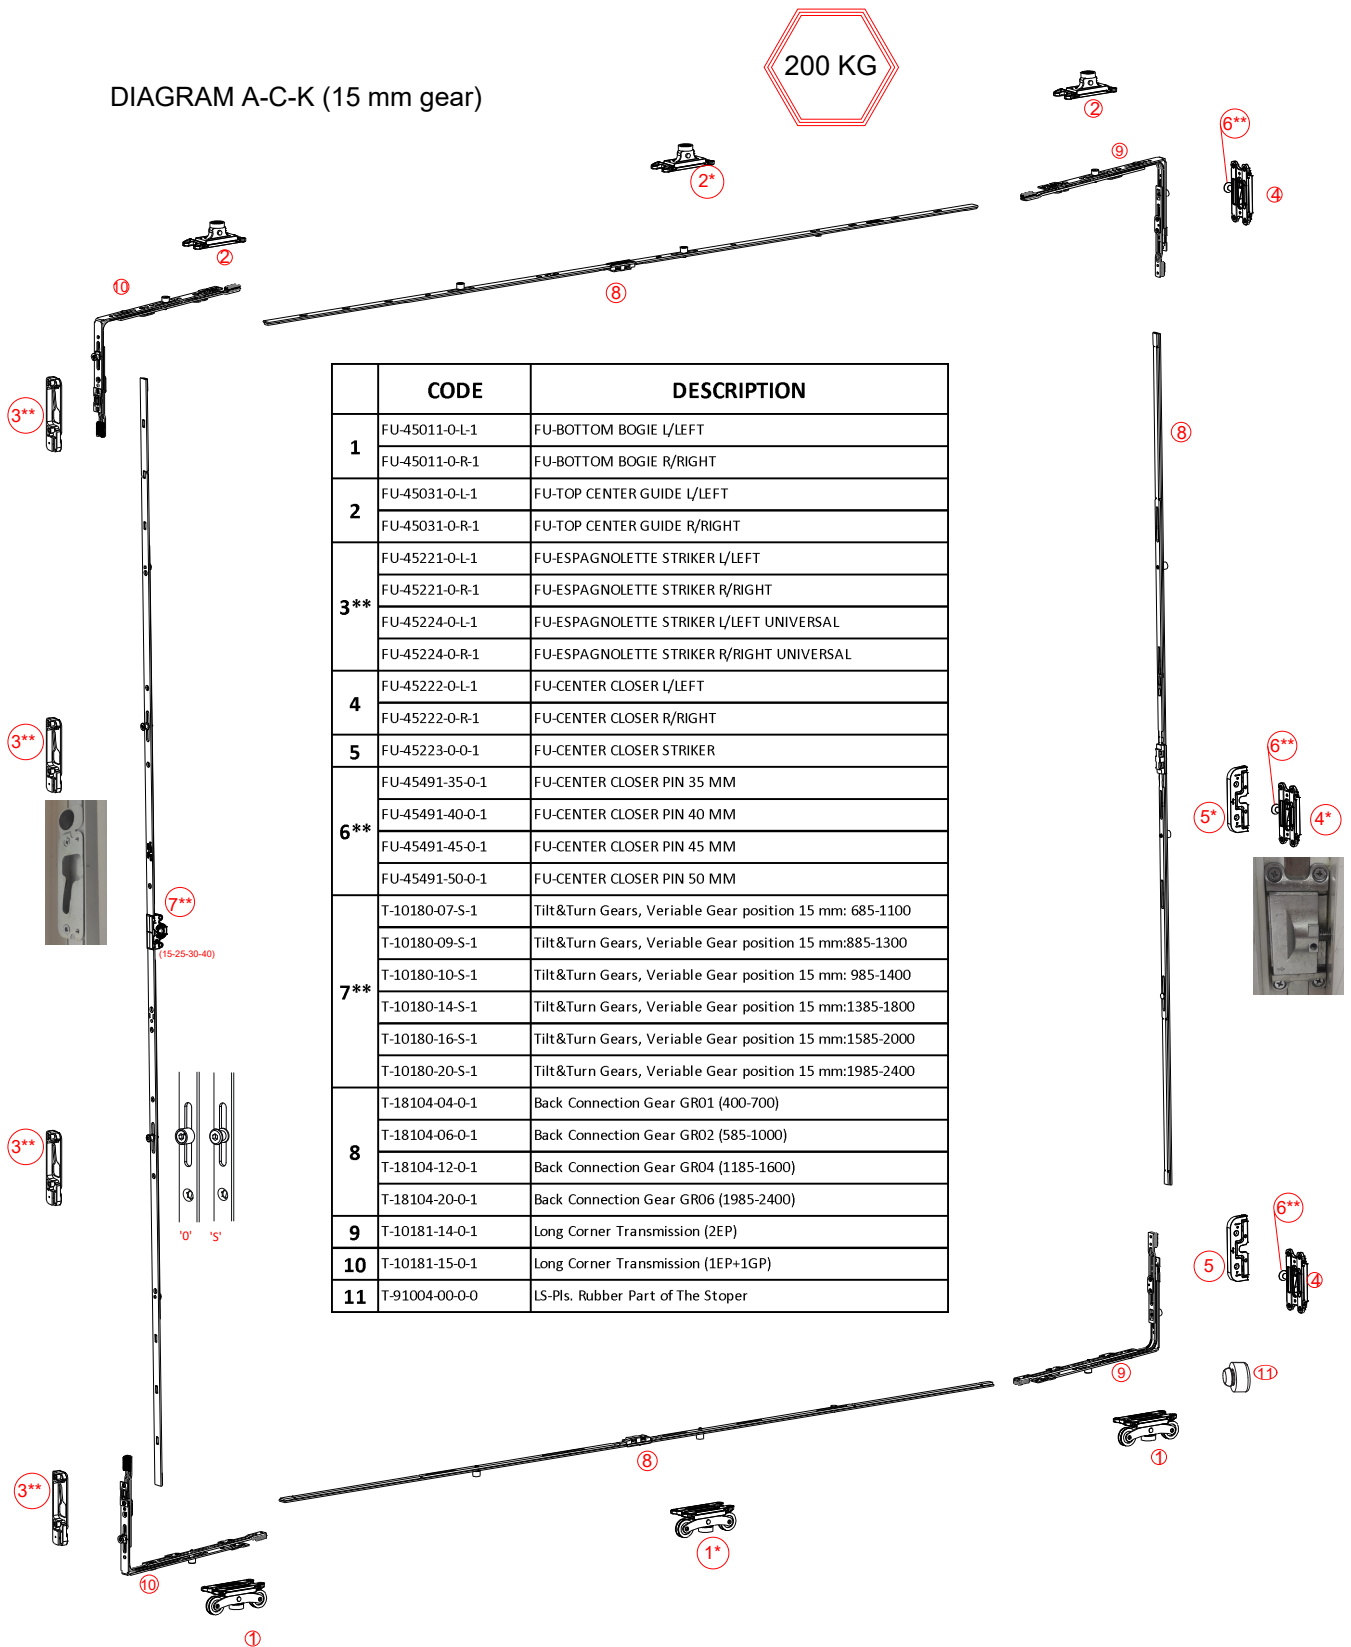 200 KG
DIAGRAM A-C-K (15 mm gear)
2
6**
9
2*
4
2
10
8
3**
8
CODE DESCRIPTION
1
FU-45011-0-L-1 FU-BOTTOM BOGIE L/LEFT
FU-45011-0-R-1 FU-BOTTOM BOGIE R/RIGHT
2
FU-45031-0-L-1 FU-TOP CENTER GUIDE L/LEFT
FU-45031-0-R-1 FU-TOP CENTER GUIDE R/RIGHT
3**
FU-45221-0-L-1 FU-ESPAGNOLETTE STRIKER L/LEFT
FU-45221-0-R-1 FU-ESPAGNOLETTE STRIKER R/RIGHT
FU-45224-0-L-1 FU-ESPAGNOLETTE STRIKER L/LEFT UNIVERSAL
FU-45224-0-R-1 FU-ESPAGNOLETTE STRIKER R/RIGHT UNIVERSAL
4
FU-45222-0-L-1 FU-CENTER CLOSER L/LEFT
FU-45222-0-R-1 FU-CENTER CLOSER R/RIGHT
5 FU-45223-0-0-1 FU-CENTER CLOSER STRIKER
6**
FU-45491-35-0-1 FU-CENTER CLOSER PIN 35 MM
FU-45491-40-0-1 FU-CENTER CLOSER PIN 40 MM
FU-45491-45-0-1 FU-CENTER CLOSER PIN 45 MM
FU-45491-50-0-1 FU-CENTER CLOSER PIN 50 MM
7**
T-10180-07-S-1 Tilt&Turn Gears, Veriable Gear position 15 mm: 685-1100
T-10180-09-S-1 Tilt&Turn Gears, Veriable Gear position 15 mm:885-1300
T-10180-10-S-1 Tilt&Turn Gears, Veriable Gear position 15 mm: 985-1400
T-10180-14-S-1 Tilt&Turn Gears, Veriable Gear position 15 mm:1385-1800
T-10180-16-S-1 Tilt&Turn Gears, Veriable Gear position 15 mm:1585-2000
T-10180-20-S-1 Tilt&Turn Gears, Veriable Gear position 15 mm:1985-2400
8
T-18104-04-0-1 Back Connection Gear GR01 (400-700)
T-18104-06-0-1 Back Connection Gear GR02 (585-1000)
T-18104-12-0-1 Back Connection Gear GR04 (1185-1600)
T-18104-20-0-1 Back Connection Gear GR06 (1985-2400)
9 T-10181-14-0-1 Long Corner Transmission (2EP)
10 T-10181-15-0-1 Long Corner Transmission (1EP+1GP)
11 T-91004-00-0-0 LS-Pls. Rubber Part of The Stoper
3**
6**
5*
4*
7**
(15-25-30-40)
3**
'0' 'S'
6**
5
4
9
11
8
1
3**
1*
10
1